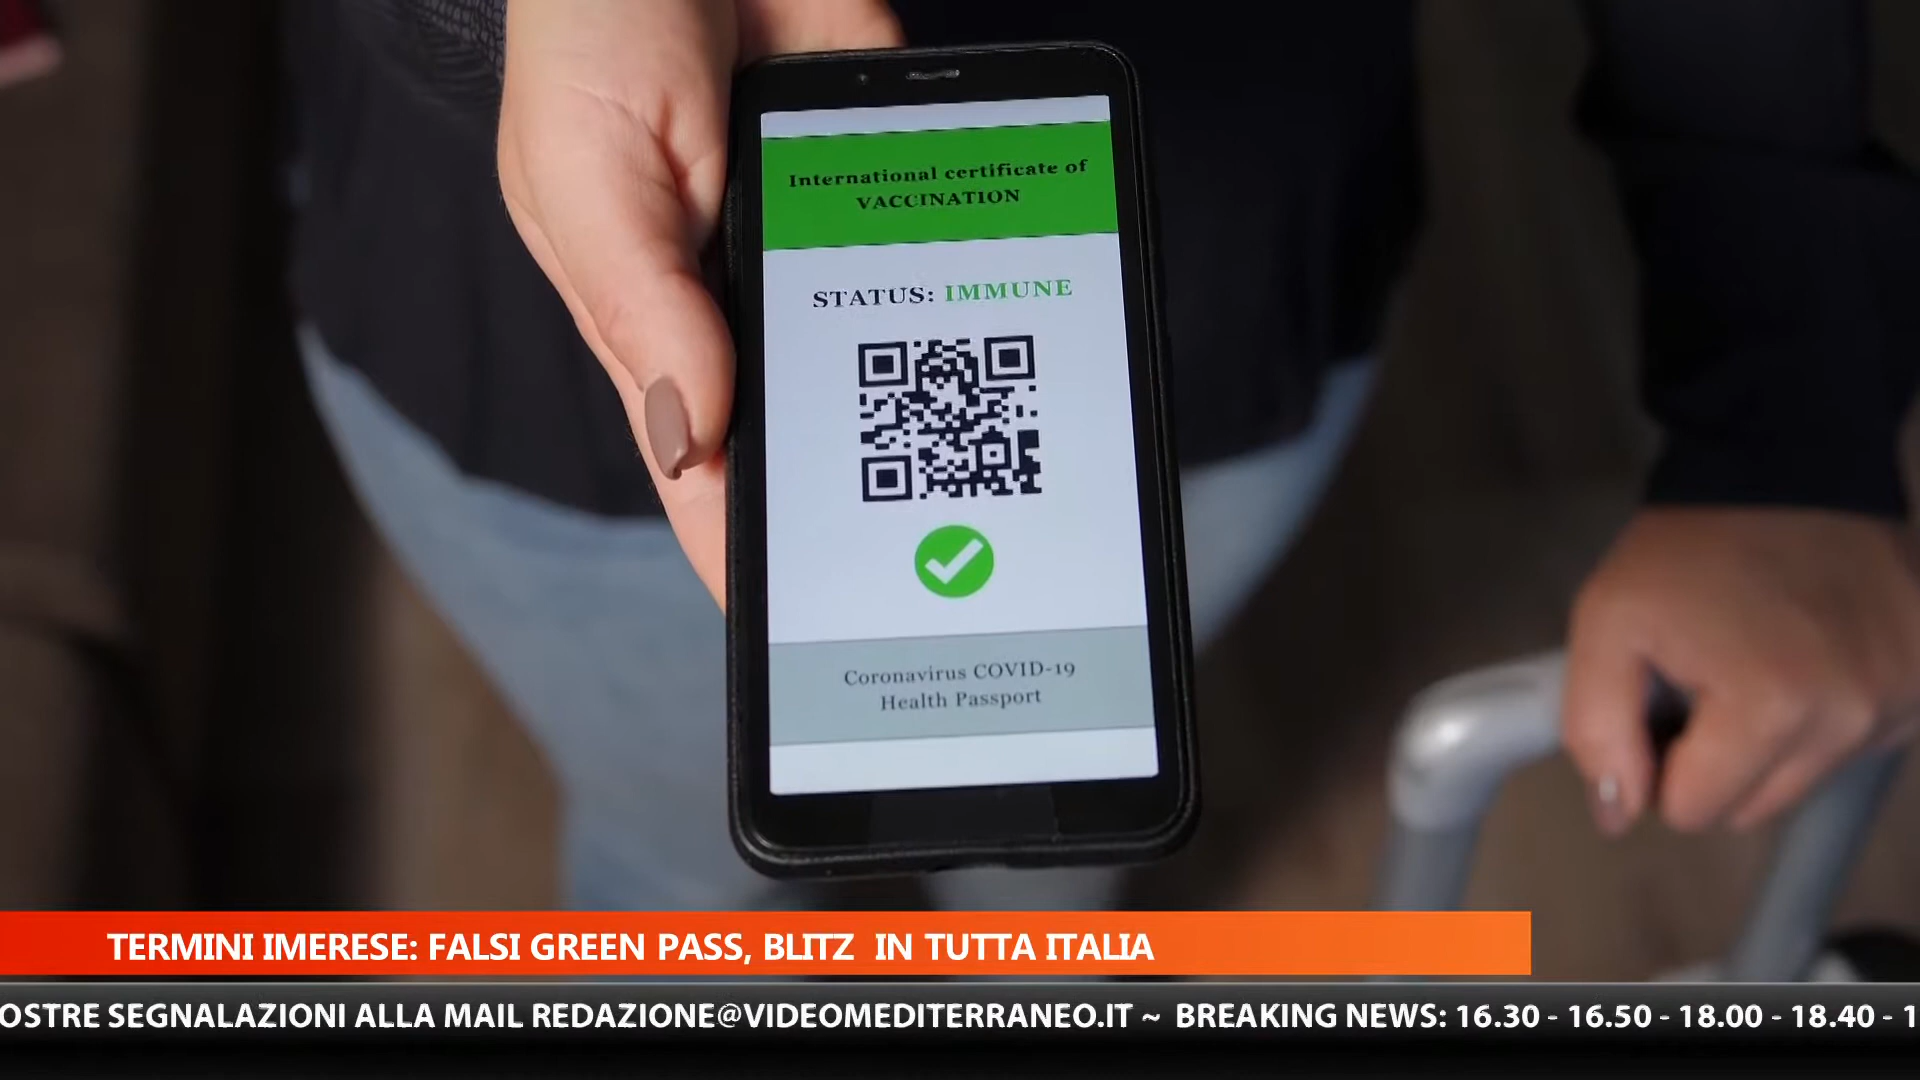 International certificate of
VACCINATION
STATUS: IMMUNE
Coronavirus COVID-19
Health Passport
TERMINI IMERESE: FALSI GREEN PASS, BLITZ IN TUTTA ITALIA
OSTRE SEGNALAZIONI ALLA MAIL REDAZIONE@VIDEOMEDITERRANEO.IT ~ BREAKING NEWS: 16.30 - 16.50 - 18.00 - 18.40 - 1